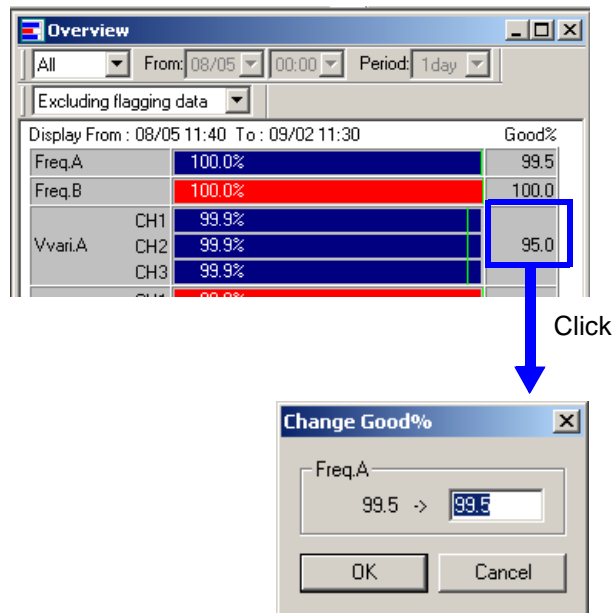 Overview
All From: 08/05 00:00 Period: 1day
Excluding flagging data
Display From : 08/05 11:40 To : 09/02 11:30 Good%
Freq.A 100.0% 99.5
Freq.B 100.0% 100.0
CH1 99.9%
Vvari.A CH2 99.9% 95.0
CH3 99.9%
Click
Change Good%
Freq.A
99.5 -> 99.5
OK Cancel